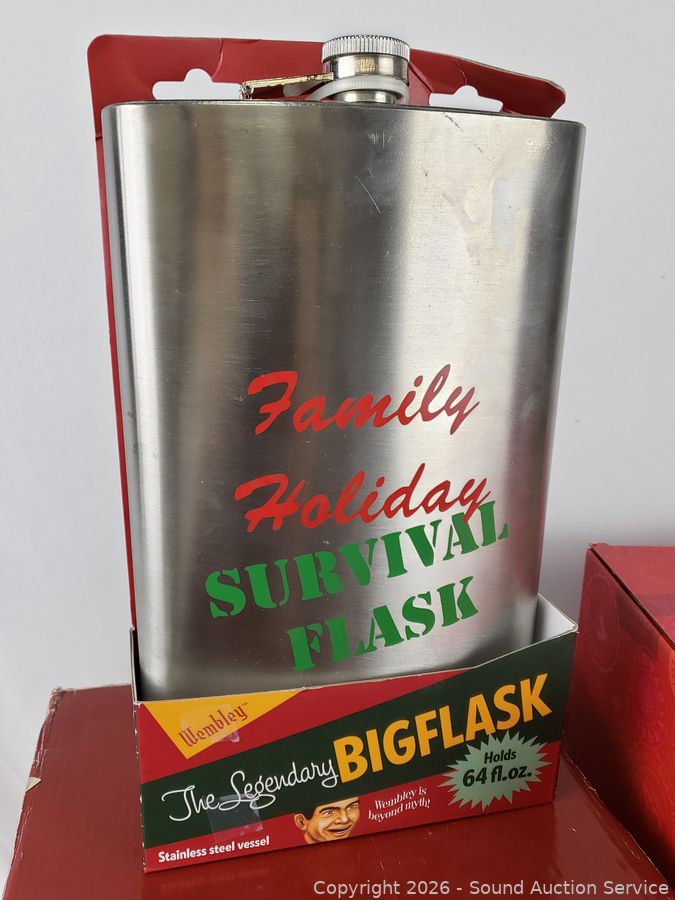 Family
Holiday
SURVIVAL
FLASK
Wembley™
The Legendary BIGFLASK
Holds
64 fl.oz.
Wembley is
beyond myth!
Stainless steel vessel
Copyright 2026 - Sound Auction Service